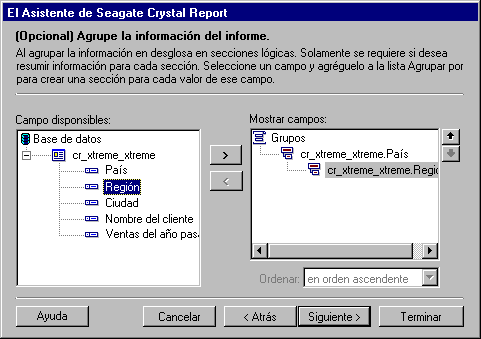 El Asistente de Seagate Crystal Report
(Opcional) Agrupe la información del informe.
Al agrupar la información en desglosa en secciones lógicas. Solamente se requiere si desea
resumir información para cada sección. Seleccione un campo y agréguelo a la lista Agrupar por
para crear una sección para cada valor de ese campo.
Campo disponibles:
Base de datos
cr_xtreme_xtreme
País
Región
Ciudad
Nombre del cliente
Ventas del año pas
>
<
Mostrar campos:
Grupos
cr_xtreme_xtreme.País
cr_xtreme_xtreme.Regió
Ordenar: en orden ascendente
Ayuda Cancelar < Atrás Siguiente > Terminar